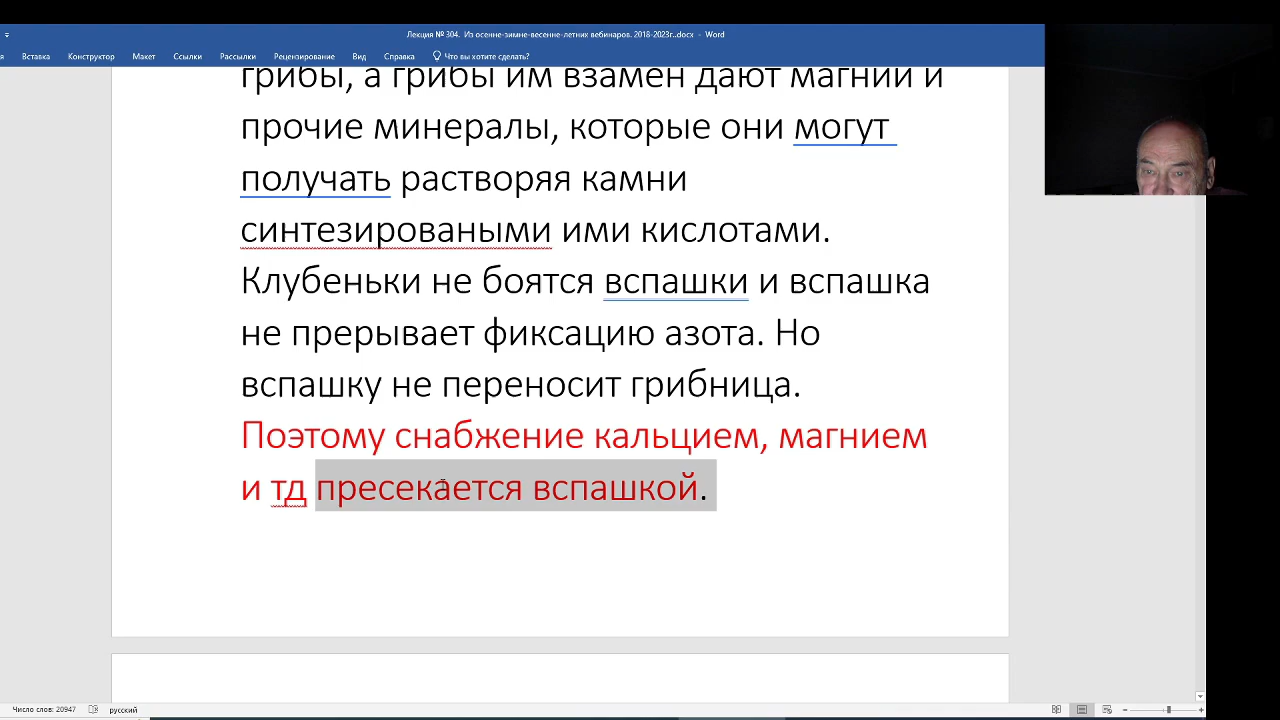 Лекция № 304. Из осенне-зимне-весенне-летних вебинаров. 2018-2023г..docx - Word
Вставка Конструктор Макет Ссылки Рассылки Рецензирование Вид Справка Что вы хотите сделать?
грибы, а грибы им взамен дают магний и
прочие минералы, которые они могут
получать растворяя камни
синтезироваными ими кислотами.
Клубеньки не боятся вспашки и вспашка
не прерывает фиксацию азота. Но
вспашку не переносит грибница.
Поэтому снабжение кальцием, магнием
и тд пресекается вспашкой.
Число слов: 20947 русский